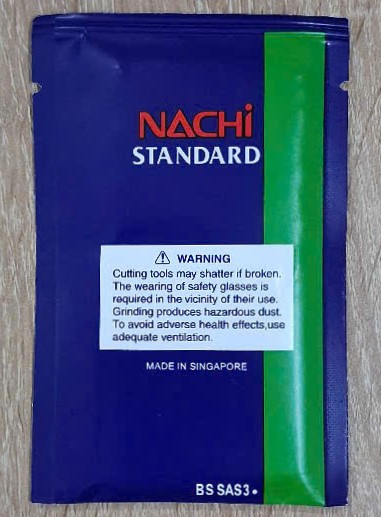 NACHi
STANDARD
⚠ WARNING
Cutting tools may shatter if broken.
The wearing of safety glasses is
required in the vicinity of their use.
Grinding produces hazardous dust.
To avoid adverse health effects,use
adequate ventilation.
MADE IN SINGAPORE
BS SAS3•